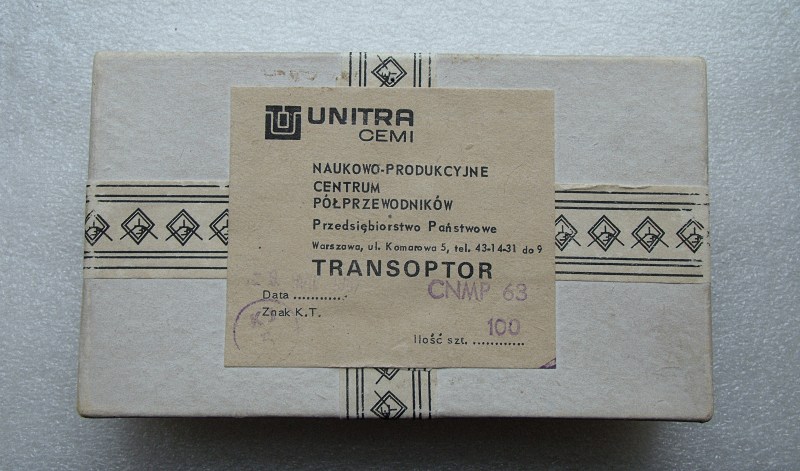 UNITRA
CEMI
NAUKOWO-PRODUKCYJNE
CENTRUM
PÓŁPRZEWODNIKÓW
Przedsiębiorstwo Państwowe
Warszawa, ul. Komarowa 5, tel. 43-14-31 do 9
TRANSOPTOR
CNMP 63
Data ............
Znak K.T.
100
Ilość szt. ............